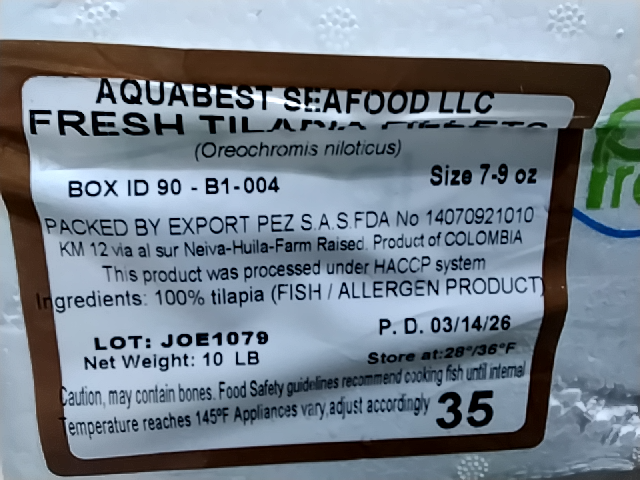 AQUABEST SEAFOOD LLC
FRESH TILAPIA FILLETS
(Oreochromis niloticus)
BOX ID 90 - B1-004
Size 7-9 oz
PACKED BY EXPORT PEZ S.A.S.FDA No 14070921010
KM 12 via al sur Neiva-Huila-Farm Raised. Product of COLOMBIA
This product was processed under HACCP system
Ingredients: 100% tilapia (FISH / ALLERGEN PRODUCT)
LOT: JOE1079
P. D. 03/14/26
Net Weight: 10 LB
Store at:28°/36°F
Caution, may contain bones. Food Safety guidelines recommend cooking fish until internal
Temperature reaches 145ºF Appliances vary,adjust accordingly
35